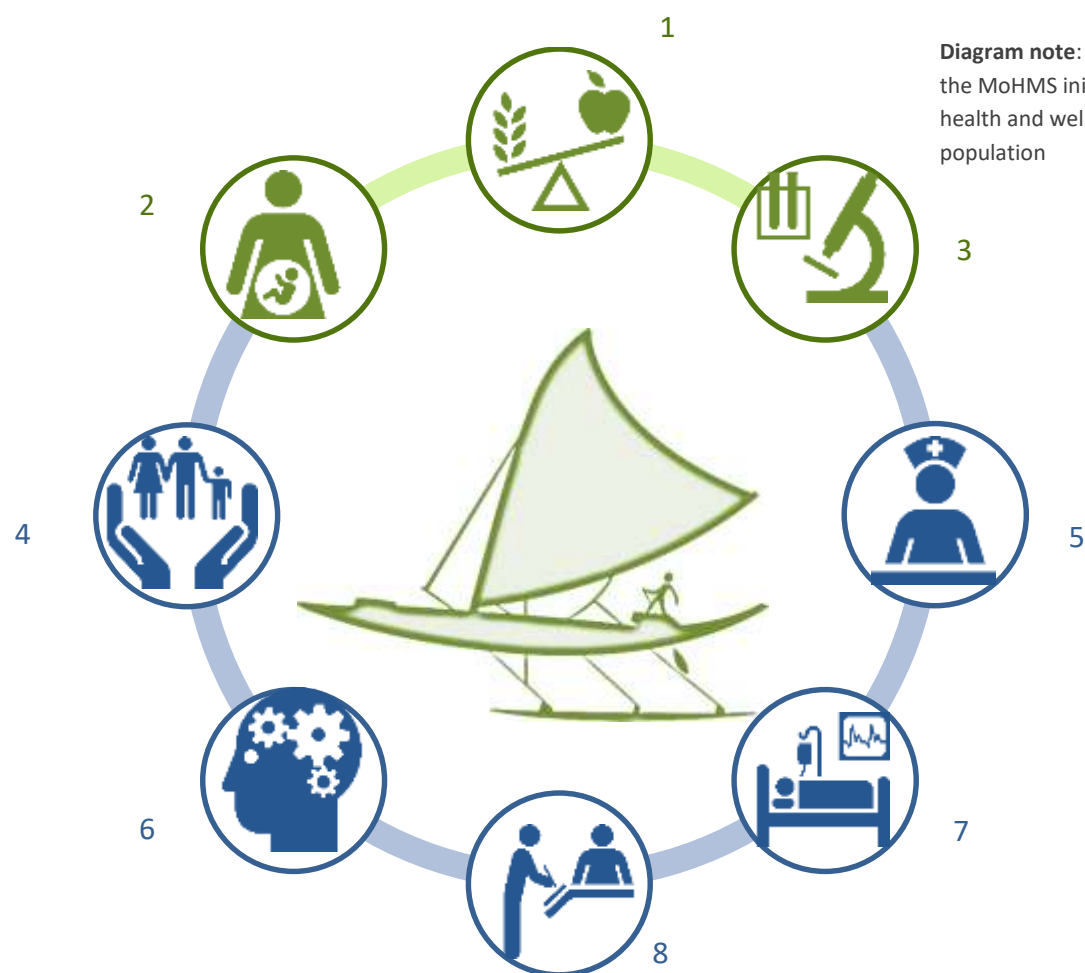 1
Diagram note:
the MoHMS ini
health and wel
population
2
3
4
5
6
7
8